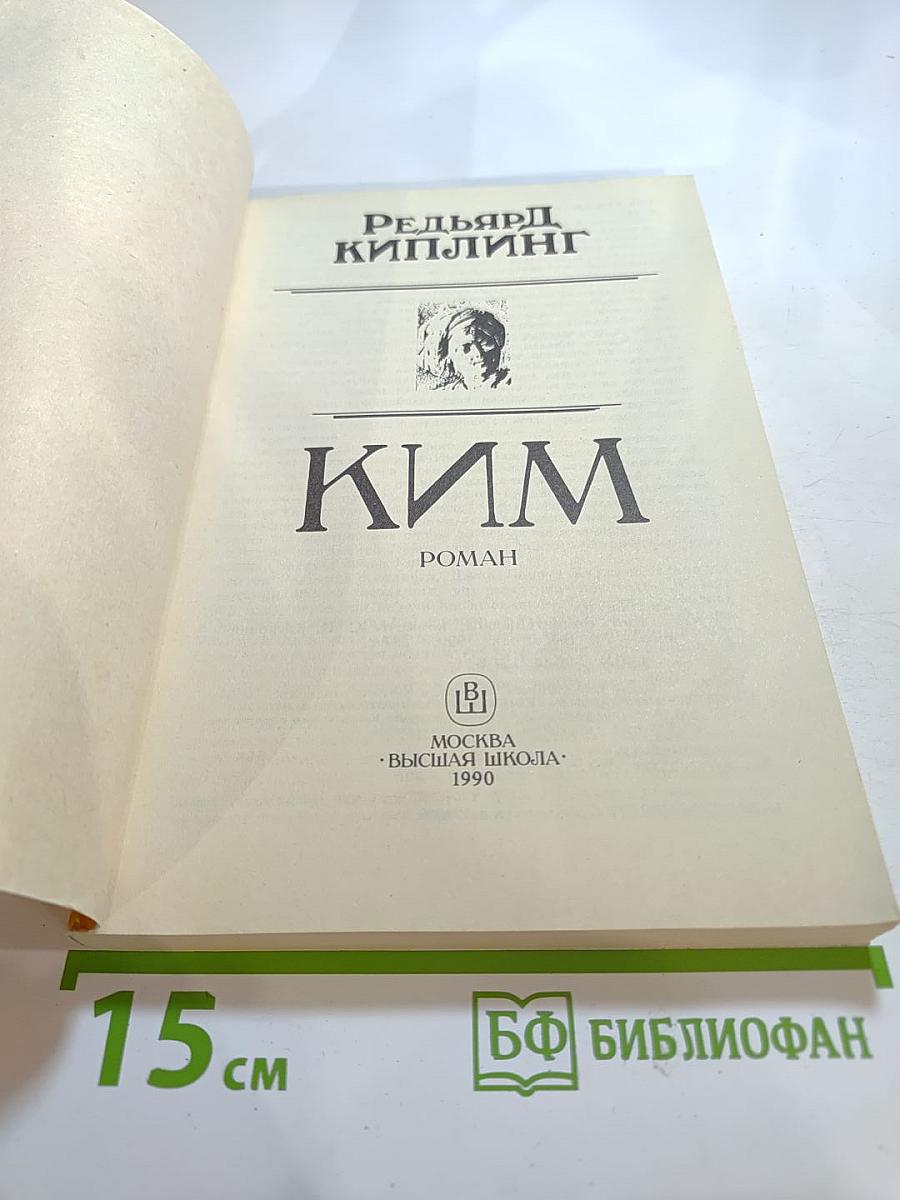 РЕДЬЯРД
КИПЛИНГ
КИМ
РОМАН
ВШ
МОСКВА
·ВЫСШАЯ ШКОЛА·
1990
15 см
БФ БИБЛИОФАН